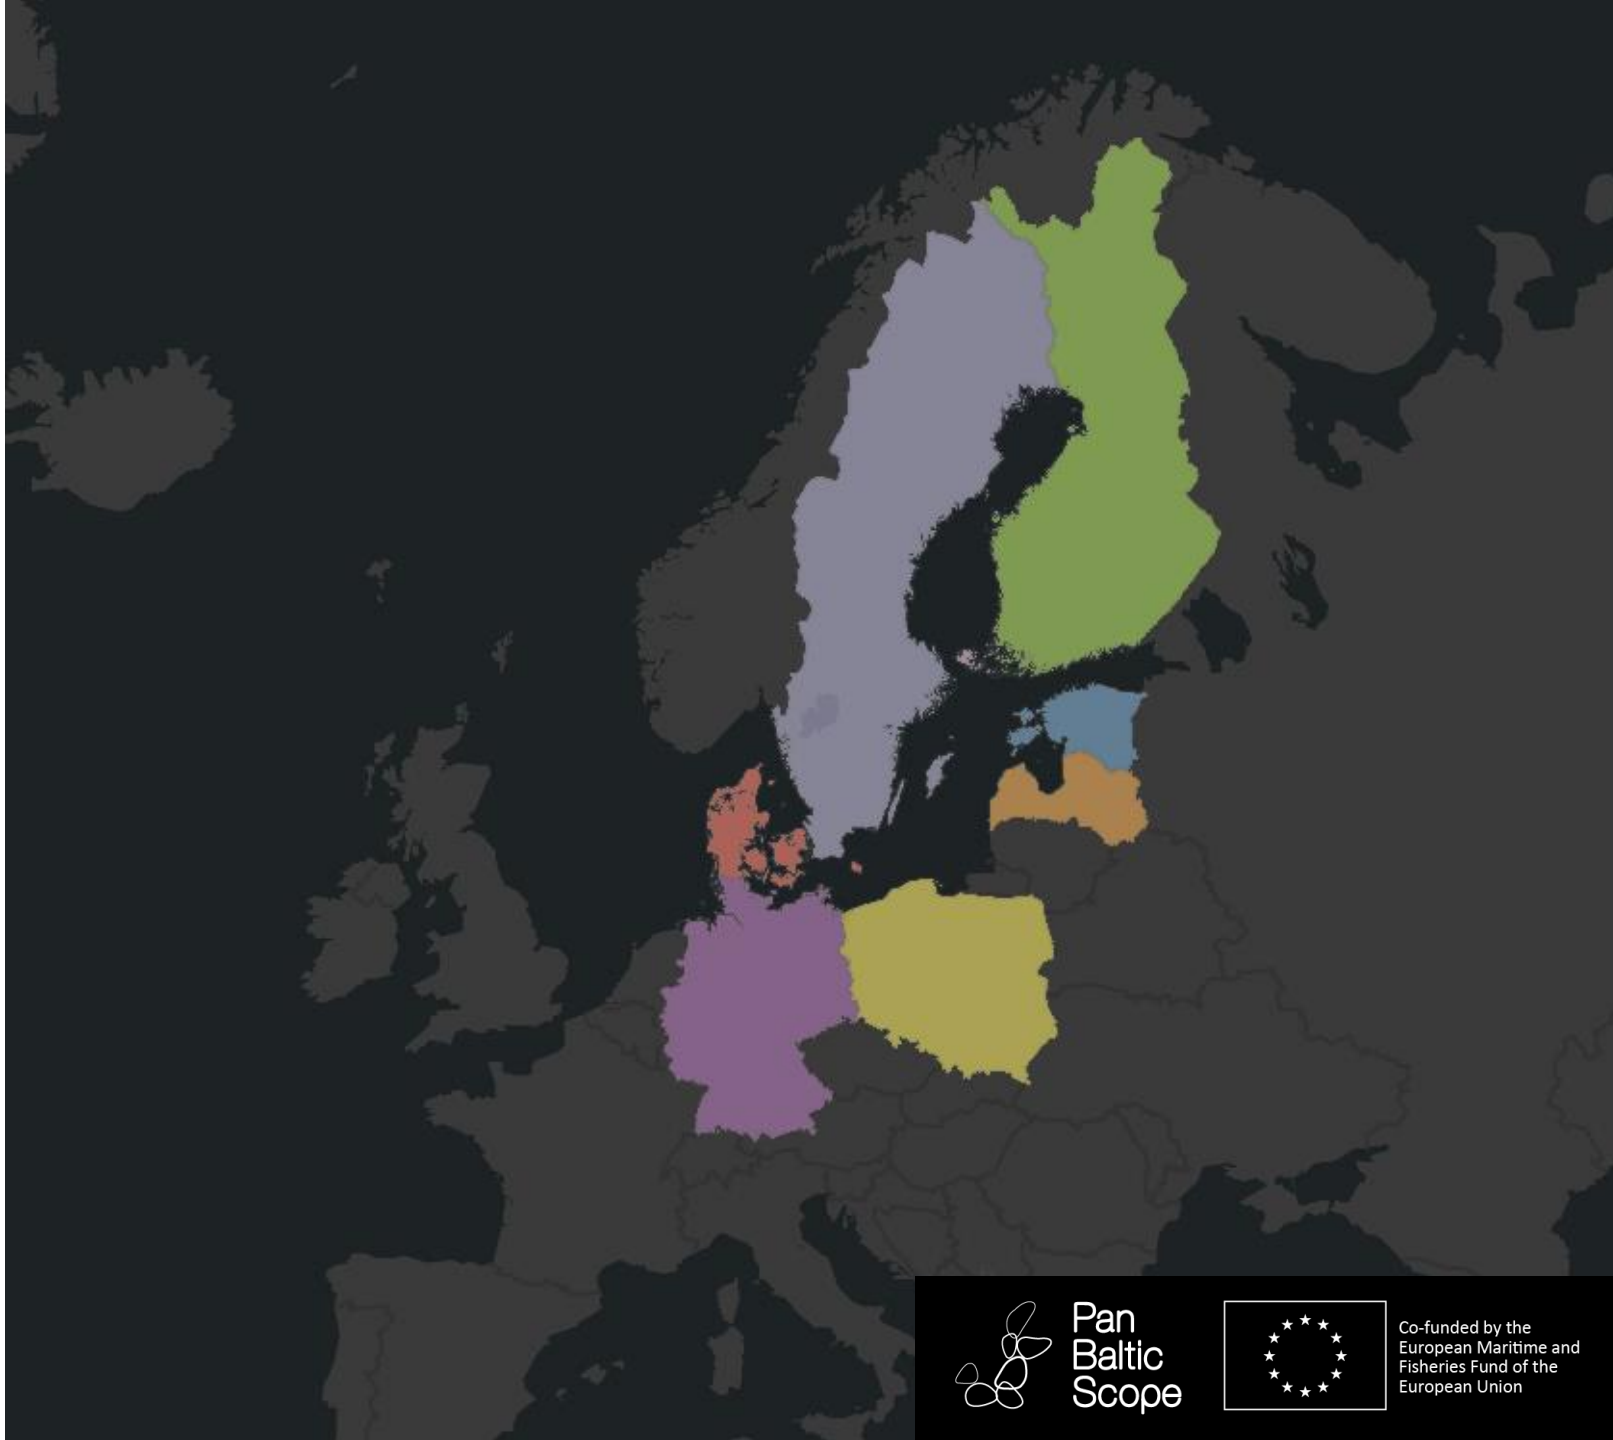 Pan
Baltic
Scope
Co-funded by the
European Maritime and
Fisheries Fund of the
European Union